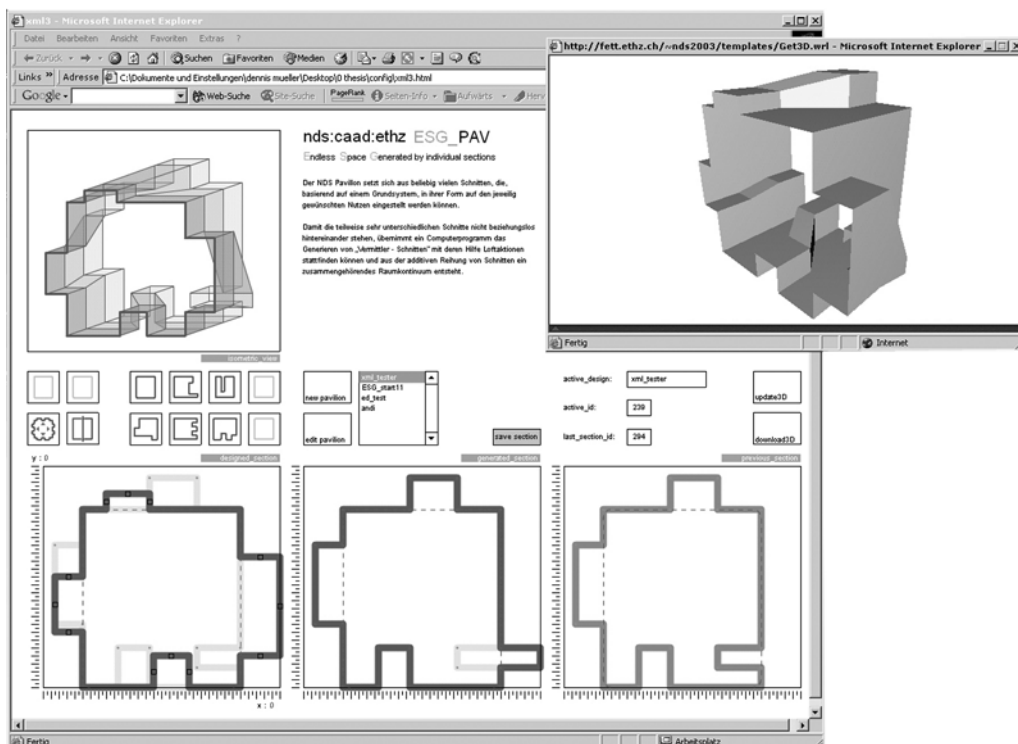 xml3 - Microsoft Internet Explorer
Datei Bearbeiten Ansicht Favoriten Extras ?
Zurück
Suchen Favoriten Medien
Links » Adresse C:\Dokumente und Einstellungen\dennis mueller\Desktop\0 thesis\config\xml3.html
Google Web-Suche Site-Suche PageRank Seiten-Info Aufwärts Herv
http://fett.ethz.ch/~nds2003/templates/Get3D.wrl - Microsoft Internet Explorer
Fertig Internet
nds:caad:ethz ESG_PAV
Endless Space Generated by individual sections
Der NDS Pavillon setzt sich aus beliebig vielen Schnitten, die,
basierend auf einem Grundsystem, in ihrer Form auf den jeweilig
gewünschten Nutzen eingestellt werden können.
Damit die teilweise sehr unterschiedlichen Schnitte nicht beziehungslos
hintereinander stehen, übernimmt ein Computerprogramm das
Generieren von „Vermittler - Schnitten" mit deren Hilfe Loftaktionen
stattfinden können und aus der additiven Reihung von Schnitten ein
zusammengehörendes Raumkontinuum entsteht.
isometric_view
new pavilion
edit pavilion
xml_tester
ESG_start11
ed_test
andi
save section
active_design: xml_tester
active_id: 239
last_section_id: 294
update3D
download3D
y : 0
designed_section
generated_section
previous_section
x : 0
Fertig Arbeitsplatz